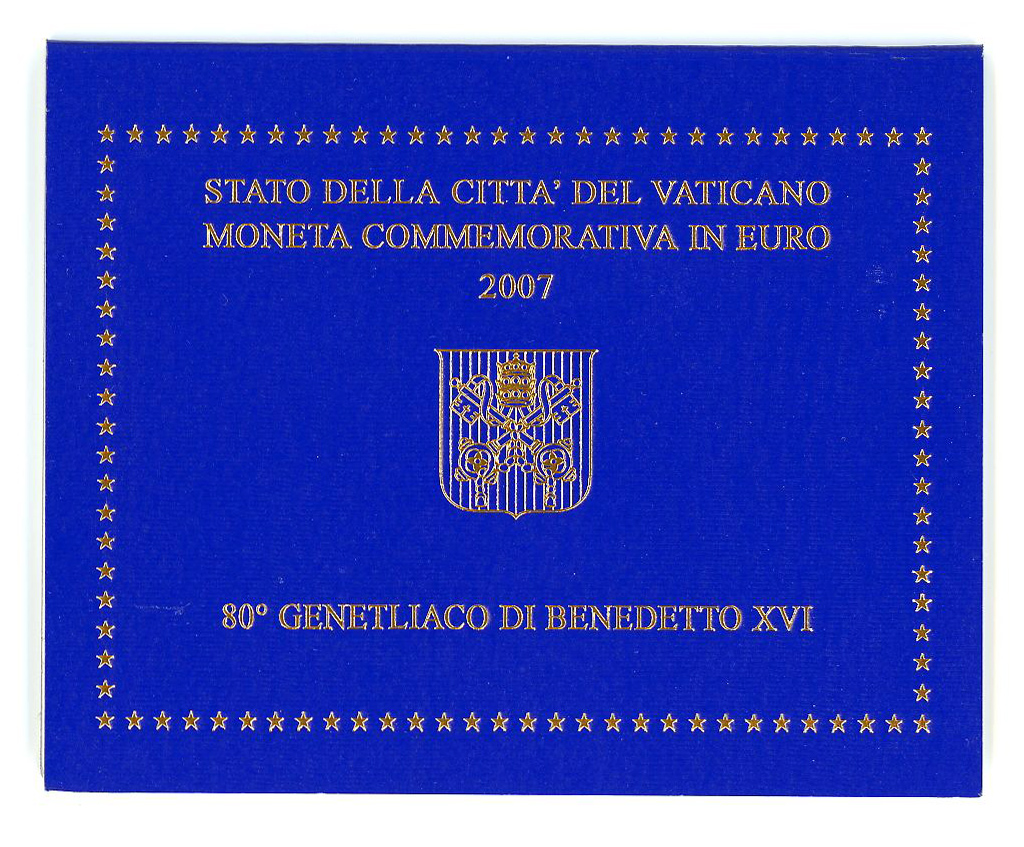 STATO DELLA CITTA' DEL VATICANO
MONETA COMMEMORATIVA IN EURO
2007
80° GENETLIACO DI BENEDETTO XVI